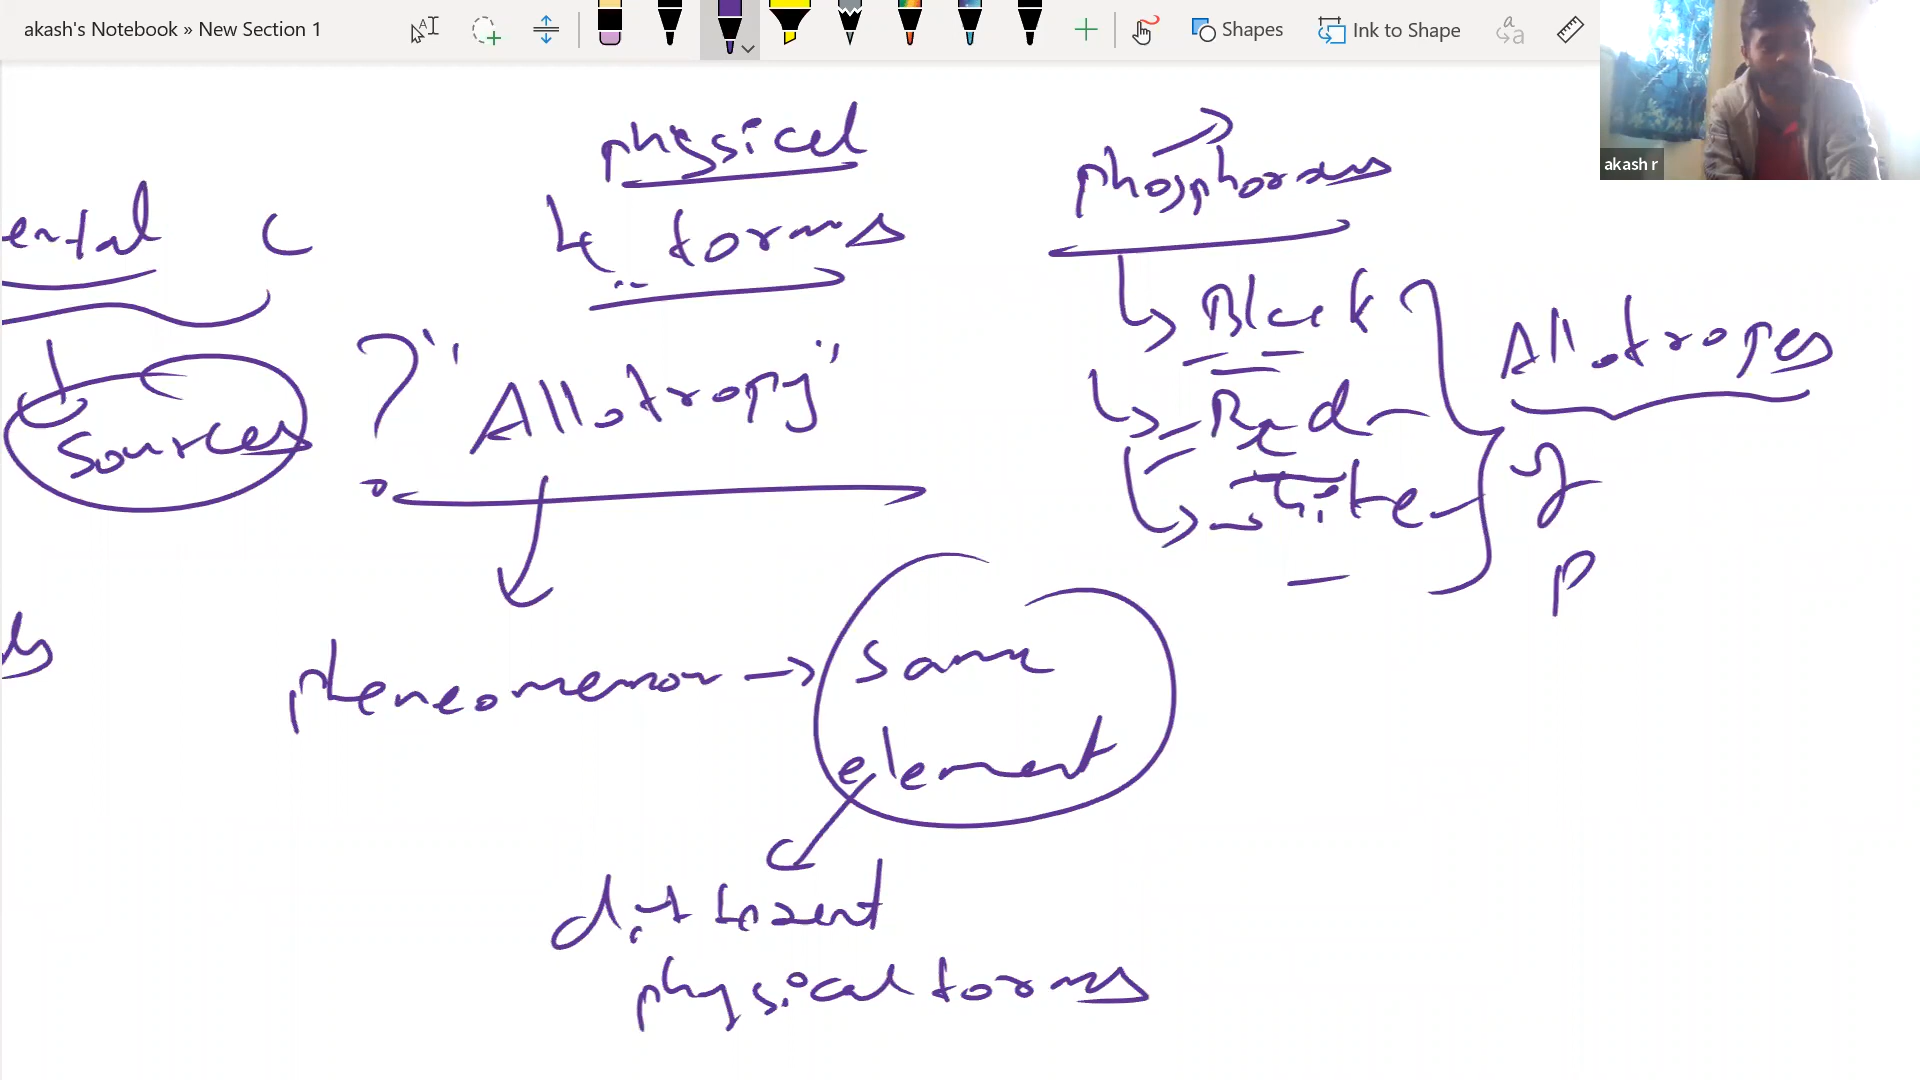 akash's Notebook » New Section 1
Shapes
Ink to Shape
akash r
physical
forms
ental C
Sources
? "Allotropy"
pheneomemon → same
element
different
physical forms
phosphorus
Black
Red
white
Allotropes
of
P